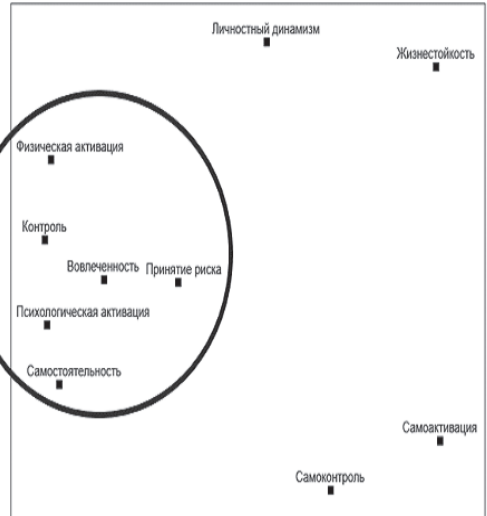 Личностный динамизм
Жизнестойкость
Физическая активация
Контроль
Вовлеченность
Принятие риска
Психологическая активация
Самостоятельность
Самоактивация
Самоконтроль